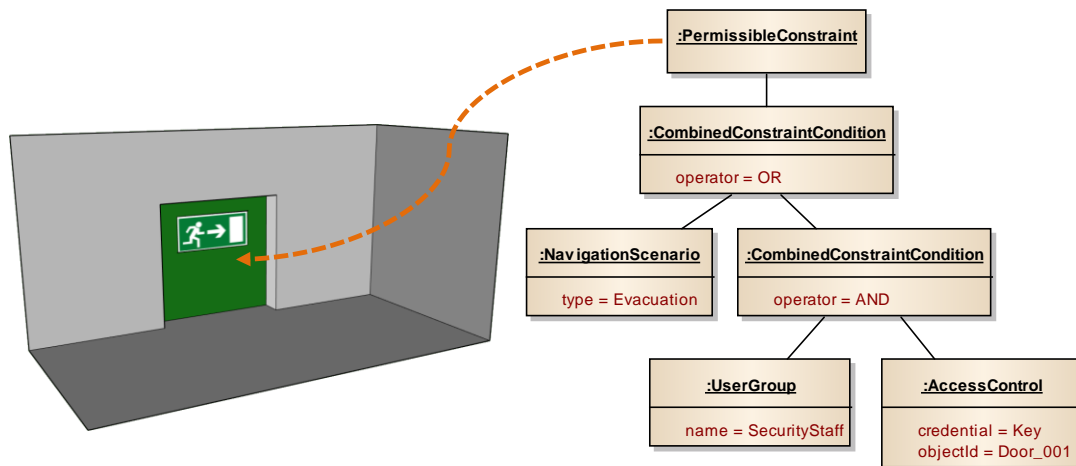 :PermissibleConstraint
:CombinedConstraintCondition
operator = OR
:NavigationScenario
type = Evacuation
:CombinedConstraintCondition
operator = AND
:UserGroup
name = SecurityStaff
:AccessControl
credential = Key
objectId = Door_001